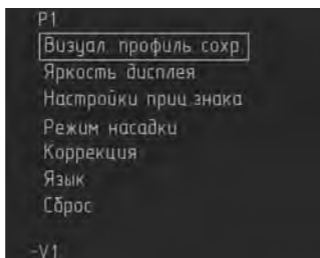 P1
Визуал. профиль сохр.
Яркость дисплея
Настройки приц.знака
Режим насадки
Коррекция
Язык
Сброс
-V1